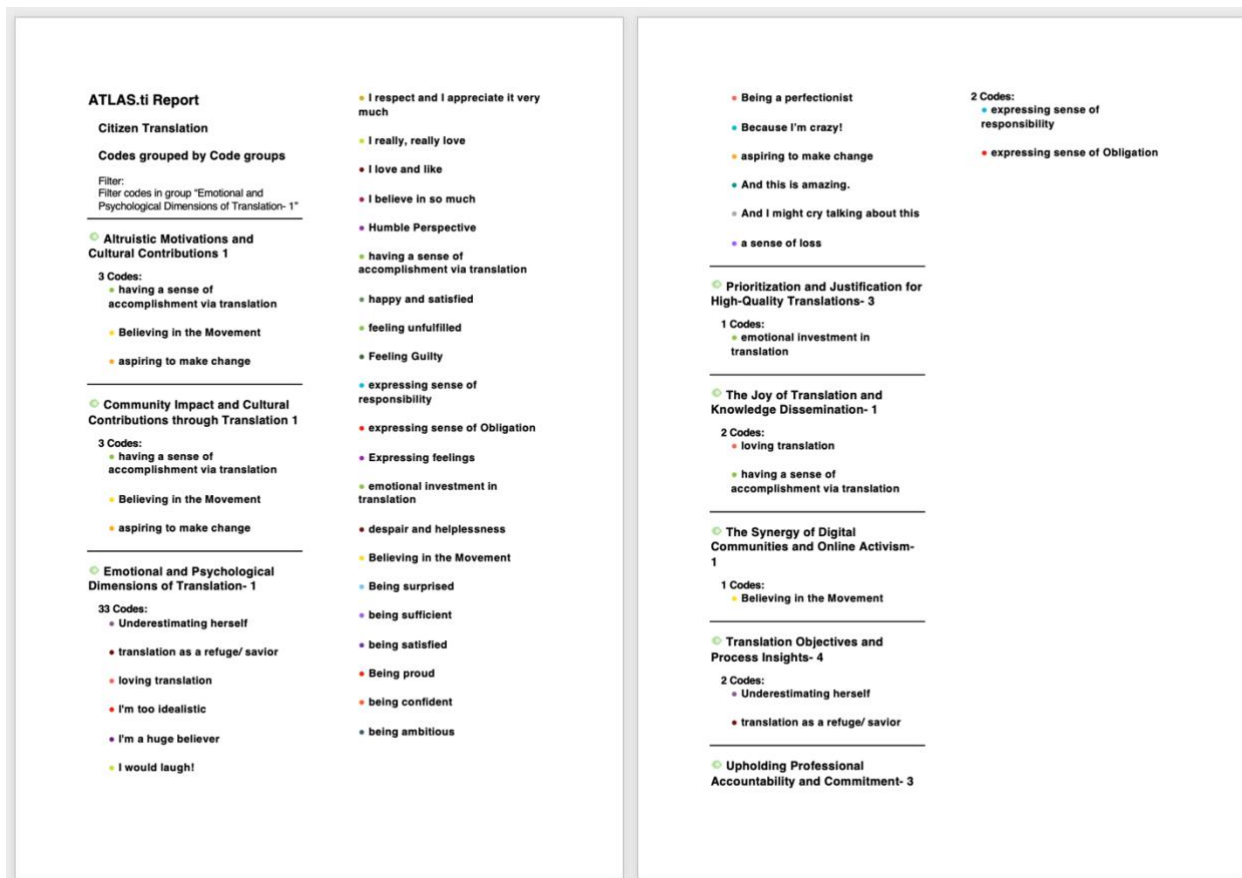 ATLAS.ti Report
Citizen Translation
Codes grouped by Code groups
Filter:
Filter codes in group "Emotional and
Psychological Dimensions of Translation- 1"
© Altruistic Motivations and
Cultural Contributions 1
3 Codes:
• having a sense of
accomplishment via translation
• Believing in the Movement
• aspiring to make change
© Community Impact and Cultural
Contributions through Translation 1
3 Codes:
• having a sense of
accomplishment via translation
• Believing in the Movement
• aspiring to make change
© Emotional and Psychological
Dimensions of Translation- 1
33 Codes:
• Underestimating herself
• translation as a refuge/ savior
• loving translation
• I'm too idealistic
• I'm a huge believer
• I would laugh!
• I respect and I appreciate it very
much
• I really, really love
• I love and like
• I believe in so much
• Humble Perspective
• having a sense of
accomplishment via translation
• happy and satisfied
• feeling unfulfilled
• Feeling Guilty
• expressing sense of
responsibility
• expressing sense of Obligation
• Expressing feelings
• emotional investment in
translation
• despair and helplessness
• Believing in the Movement
• Being surprised
• being sufficient
• being satisfied
• Being proud
• being confident
• being ambitious
• Being a perfectionist
• Because I'm crazy!
• aspiring to make change
• And this is amazing.
• And I might cry talking about this
• a sense of loss
© Prioritization and Justification for
High-Quality Translations- 3
1 Codes:
• emotional investment in
translation
© The Joy of Translation and
Knowledge Dissemination- 1
2 Codes:
• loving translation
• having a sense of
accomplishment via translation
© The Synergy of Digital
Communities and Online Activism-
1
1 Codes:
• Believing in the Movement
© Translation Objectives and
Process Insights- 4
2 Codes:
• Underestimating herself
• translation as a refuge/ savior
© Upholding Professional
Accountability and Commitment- 3
2 Codes:
• expressing sense of
responsibility
• expressing sense of Obligation